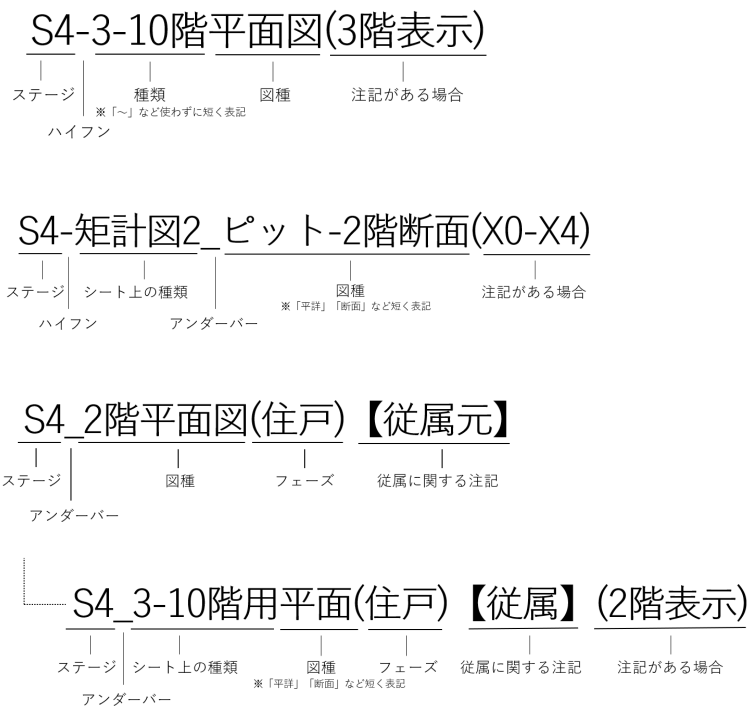 S4-3-10階平面図(3階表示)
ステージ 種類 図種 注記がある場合
※「～」など使わずに短く表記
ハイフン
S4-矩計図2_ピット-2階断面(X0-X4)
ステージ シート上の種類 図種 注記がある場合
※「平詳」「断面」など短く表記
ハイフン アンダーバー
S4_2階平面図(住戸)【従属元】
ステージ 図種 フェーズ 従属に関する注記
アンダーバー
S4_3-10階用平面(住戸)【従属】(2階表示)
ステージ シート上の種類 図種 フェーズ 従属に関する注記 注記がある場合
※「平詳」「断面」など短く表記
アンダーバー